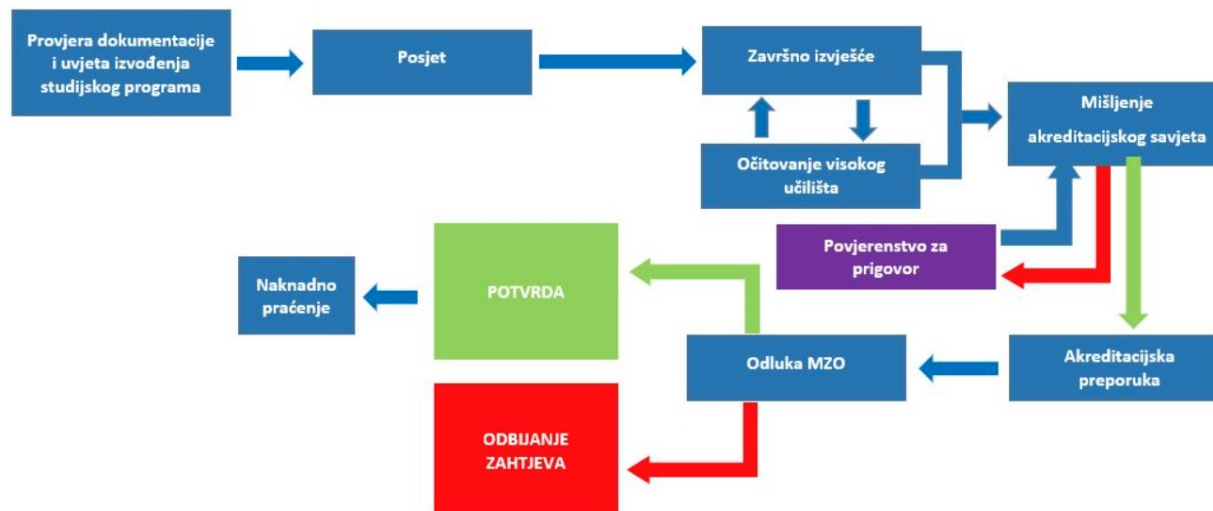 Provjera dokumentacije
i uvjeta izvođenja
studijskog programa
Posjet
Završno izvješće
Mišljenje
akreditacijskog savjeta
Očitovanje visokog
učilišta
Povjerenstvo za
prigovor
Naknadno
praćenje
POTVRDA
Odluka MZO
Akreditacijska
preporuka
ODBIJANJE
ZAHTJEVA